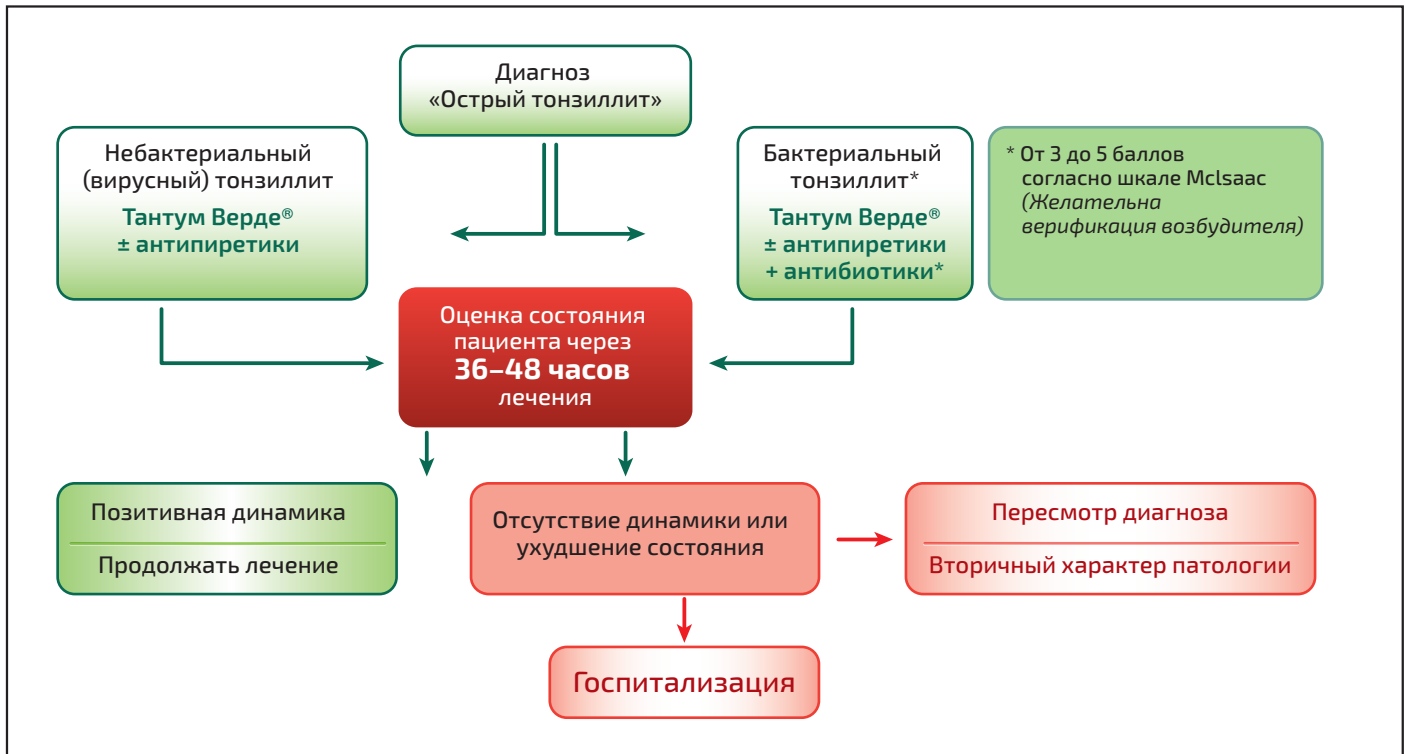 Диагноз
«Острый тонзиллит»
Небактериальный
(вирусный) тонзиллит
Тантум Верде®
± антипиретики
Бактериальный
тонзиллит*
Тантум Верде®
± антипиретики
+ антибиотики*
* От 3 до 5 баллов
согласно шкале McIsaac
(Желательна
верификация возбудителя)
Оценка состояния
пациента через
36–48 часов
лечения
Позитивная динамика
Продолжать лечение
Отсутствие динамики или
ухудшение состояния
Пересмотр диагноза
Вторичный характер патологии
Госпитализация